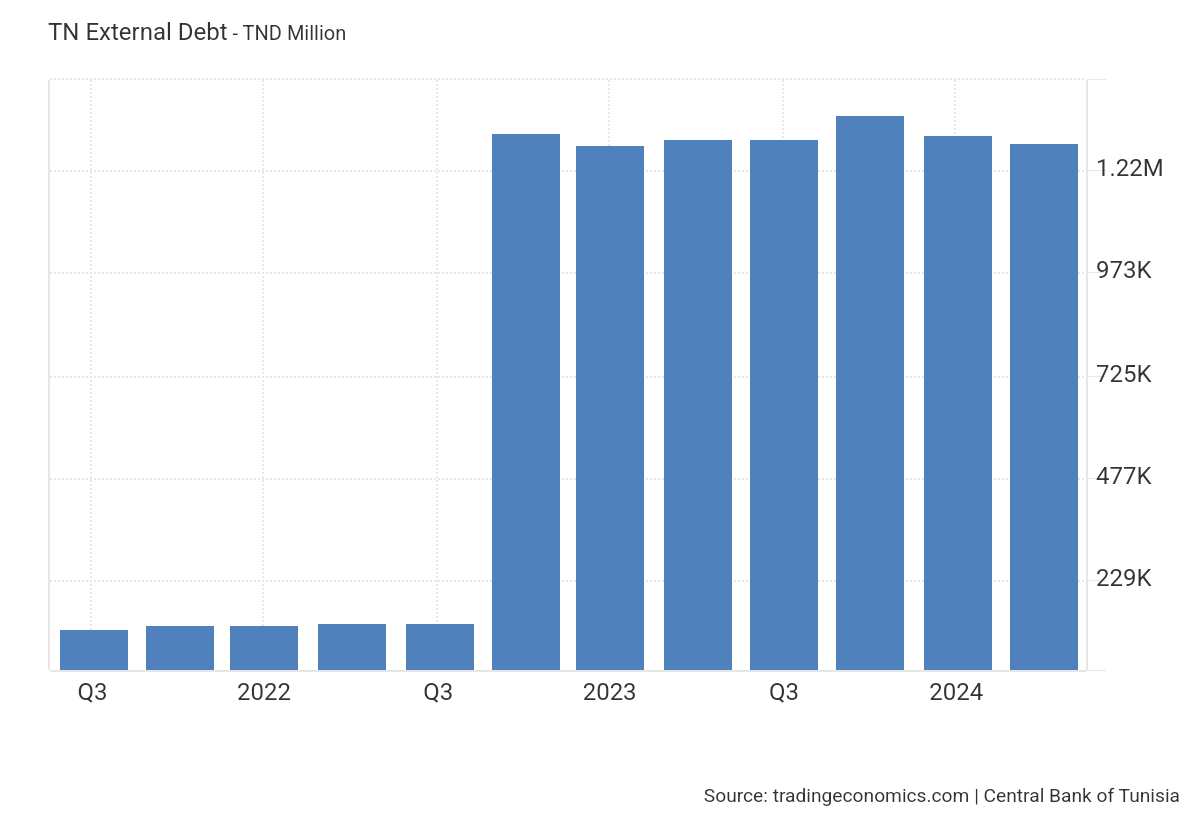 TN External Debt - TND Million
1.22M
973K
725K
477K
229K
Q3 2022 Q3 2023 Q3 2024
Source: tradingeconomics.com | Central Bank of Tunisia